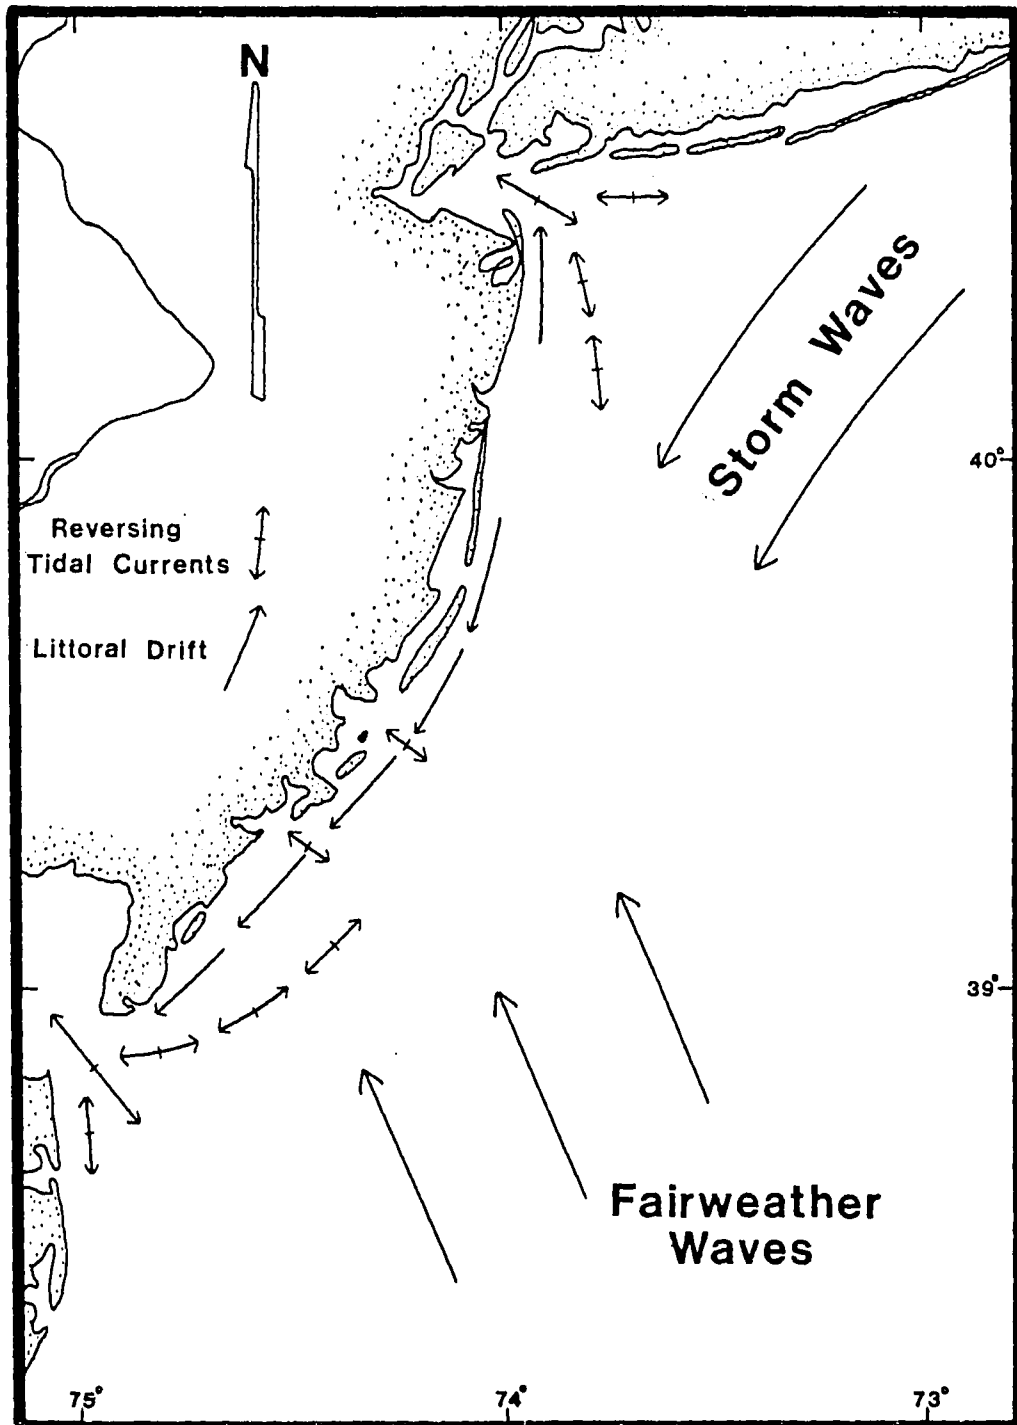 N
Storm Waves
40°
Reversing
Tidal Currents
Littoral Drift
39°
Fairweather
Waves
75°
74°
73°